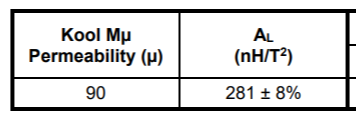 Kool Mµ
Permeability (µ)
AL
(nH/T²)
90
281 ± 8%